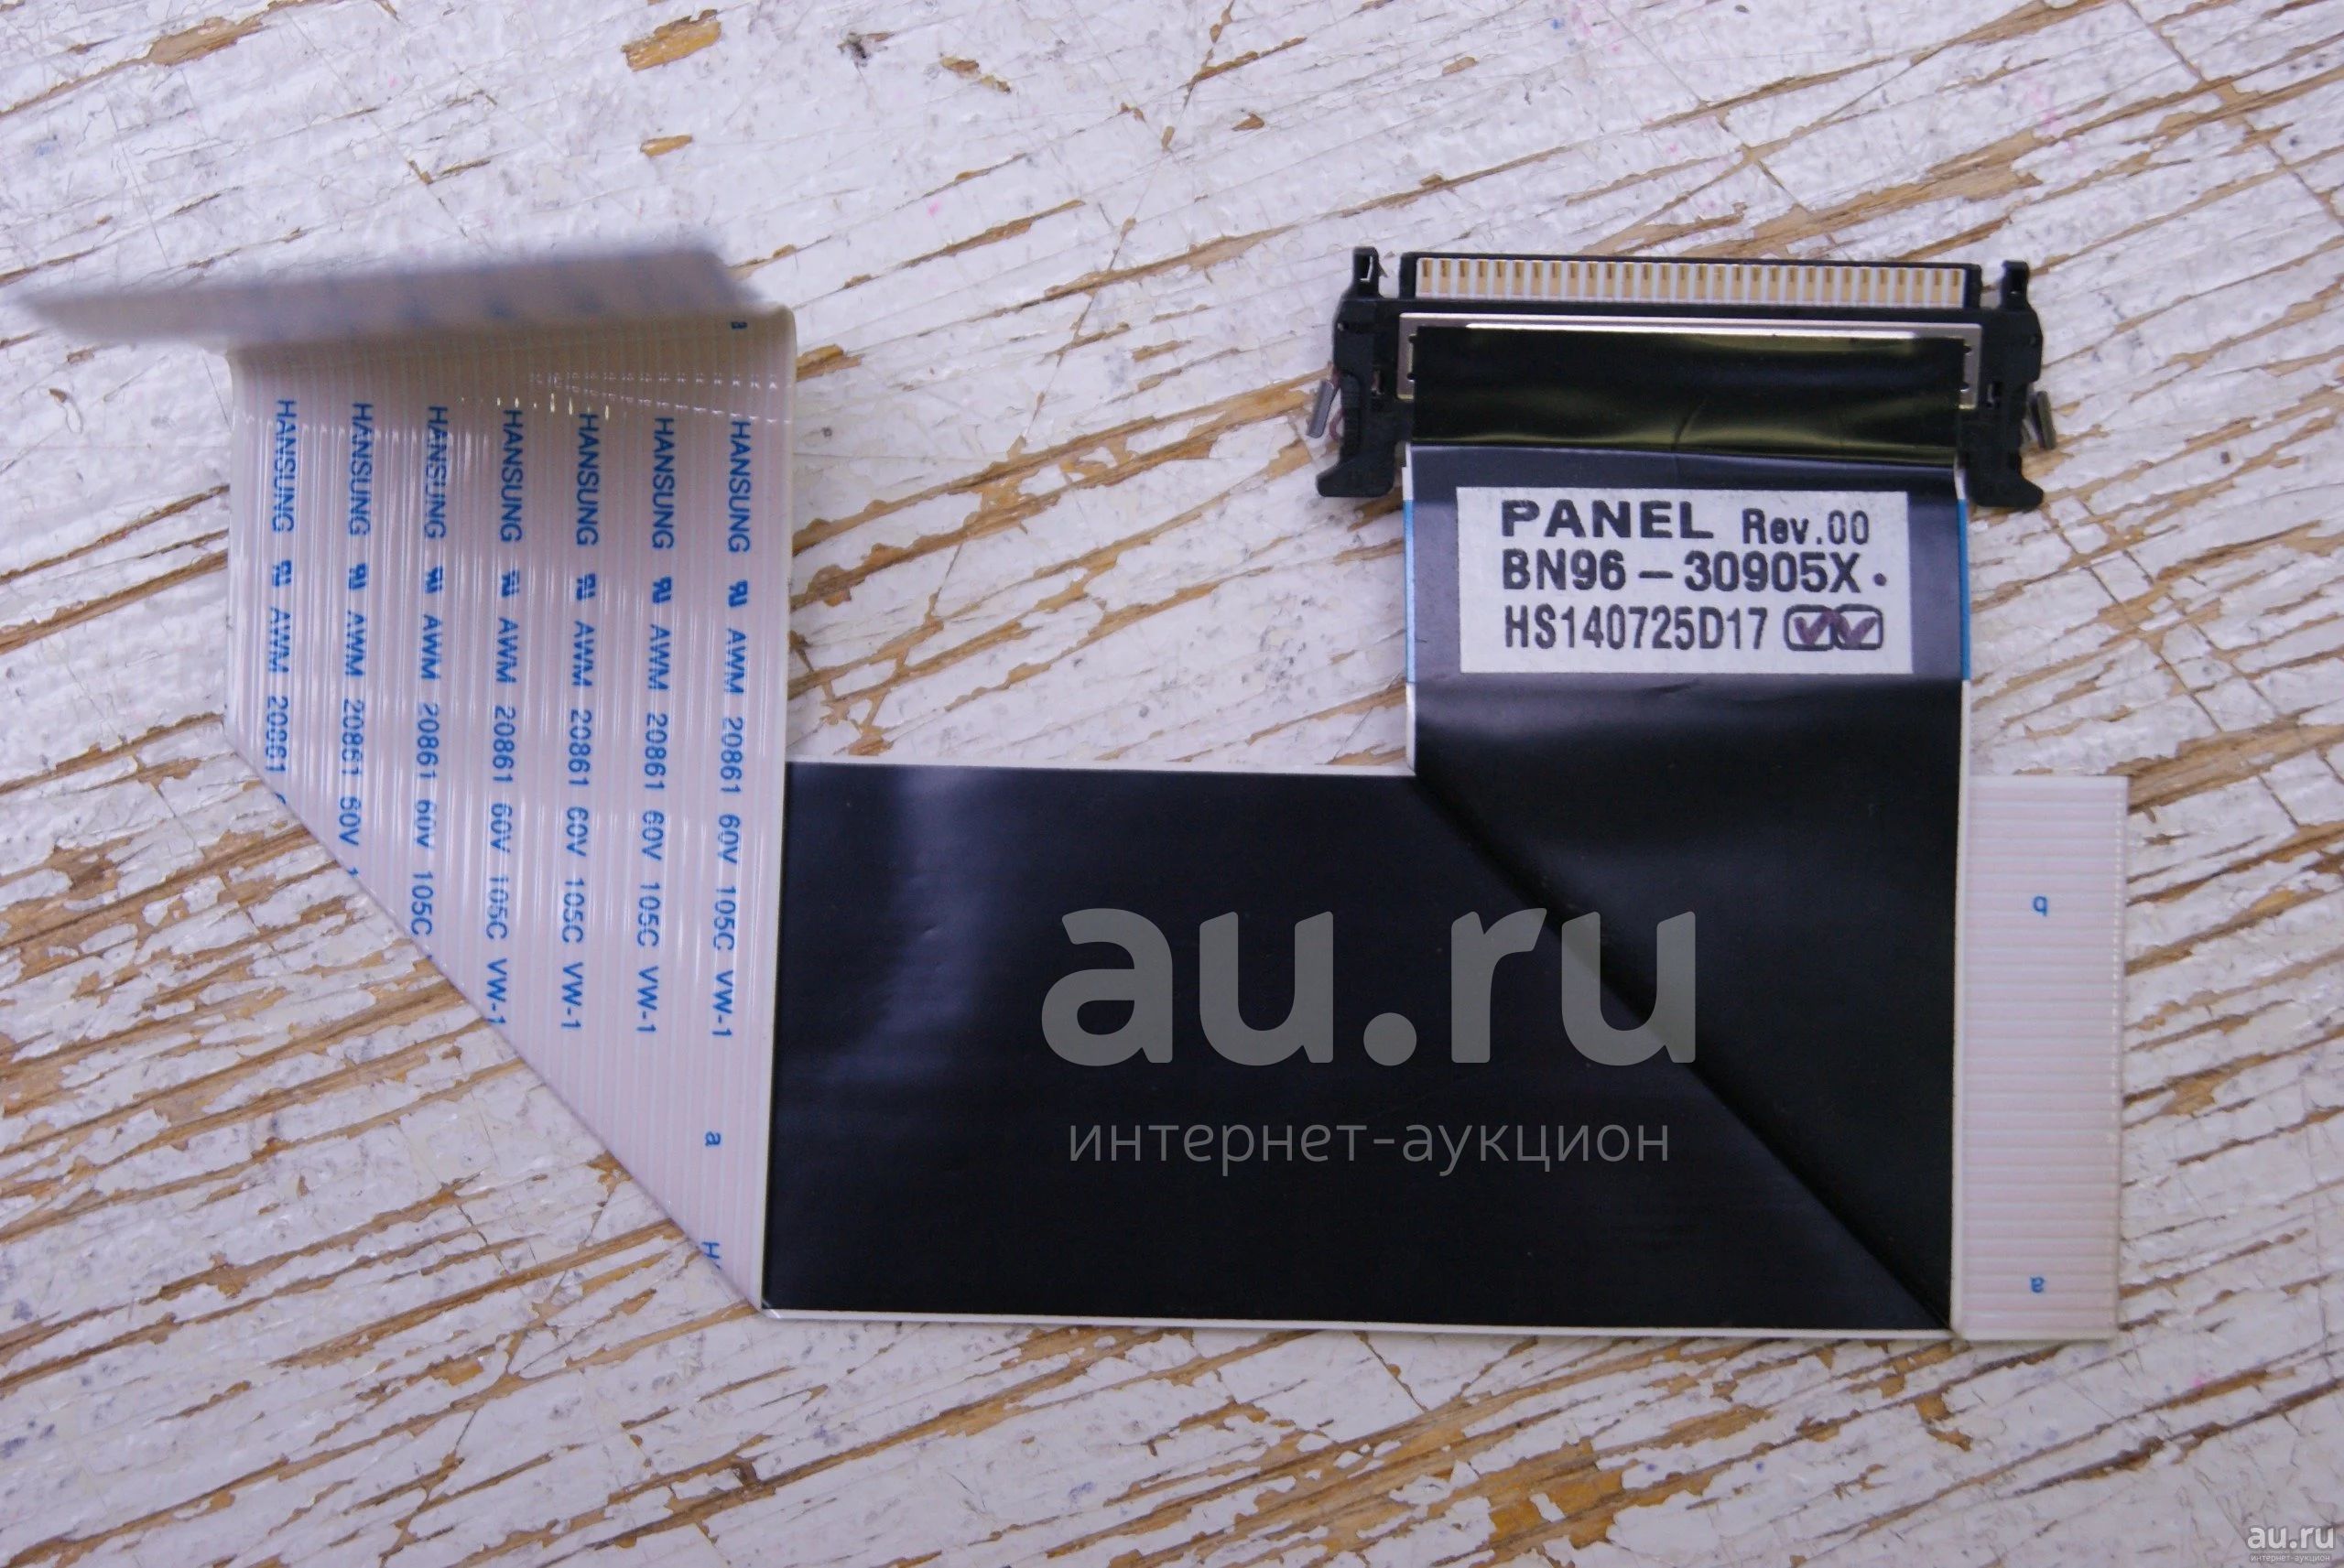 PANEL Rev.00
BN96-30905X.
HS140725D17
HANSUNG AWM 20861
HANSUNG AWM 20861 60V
HANSUNG AWM 20861 60V 105C
HANSUNG AWM 20861 60V 105C VW-1
HANSUNG AWM 20861 60V 105C VW-1
HANSUNG AWM 20861 60V 105C VW-1
HANSUNG AWM 20861 60V 105C VW-1
a
a
H
b
a
au.ru
интернет-аукцион
au.ru
интернет-аукцион